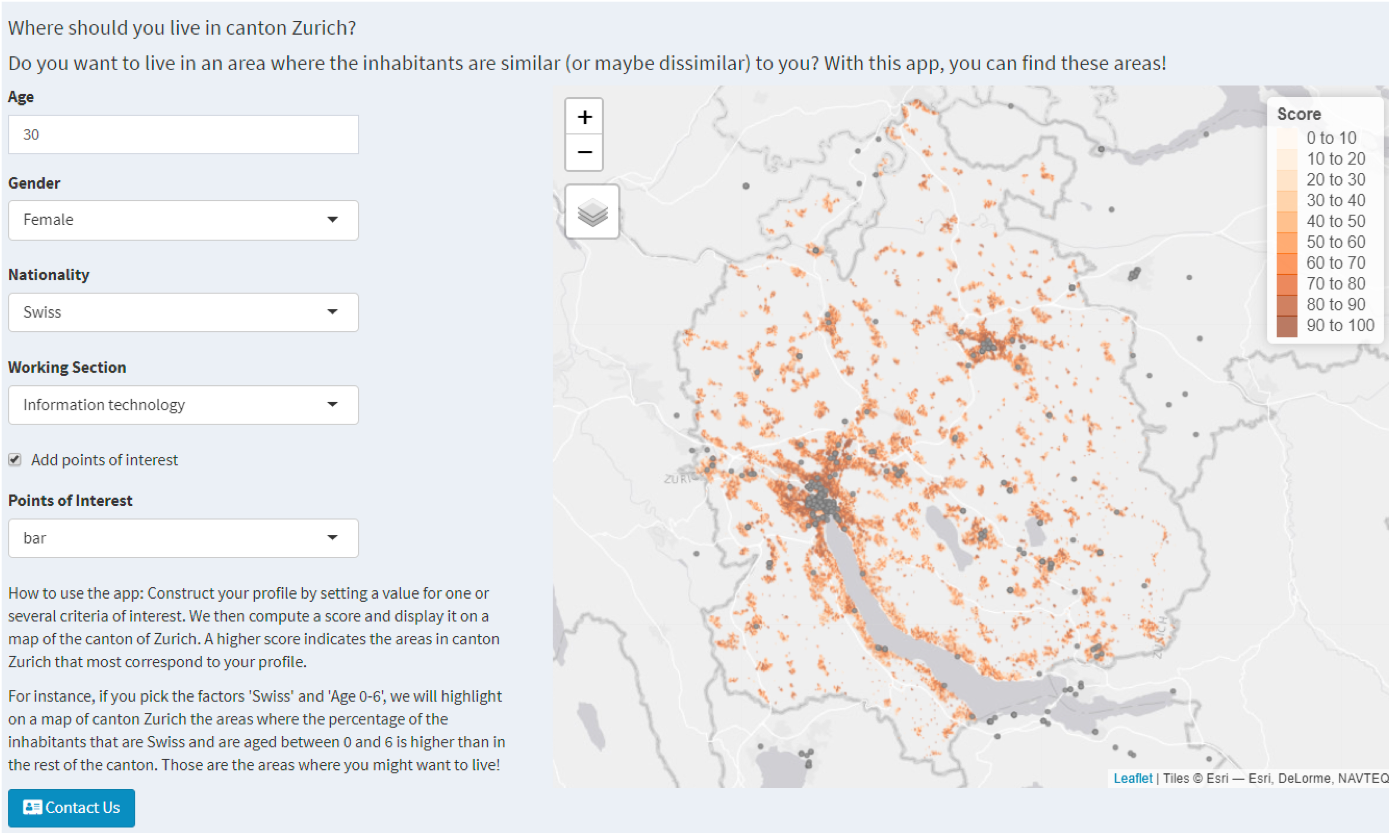 Where should you live in canton Zurich?
Do you want to live in an area where the inhabitants are similar (or maybe dissimilar) to you? With this app, you can find these areas!
Age
30
Gender
Female
Nationality
Swiss
Working Section
Information technology
Add points of interest
Points of Interest
bar
How to use the app: Construct your profile by setting a value for one or
several criteria of interest. We then compute a score and display it on a
map of the canton of Zurich. A higher score indicates the areas in canton
Zurich that most correspond to your profile.
For instance, if you pick the factors 'Swiss' and 'Age 0-6', we will highlight
on a map of canton Zurich the areas where the percentage of the
inhabitants that are Swiss and are aged between 0 and 6 is higher than in
the rest of the canton. Those are the areas where you might want to live!
Contact Us
+
−
Score
0 to 10
10 to 20
20 to 30
30 to 40
40 to 50
50 to 60
60 to 70
70 to 80
80 to 90
90 to 100
ZURICH
Leaflet | Tiles © Esri — Esri, DeLorme, NAVTEQ